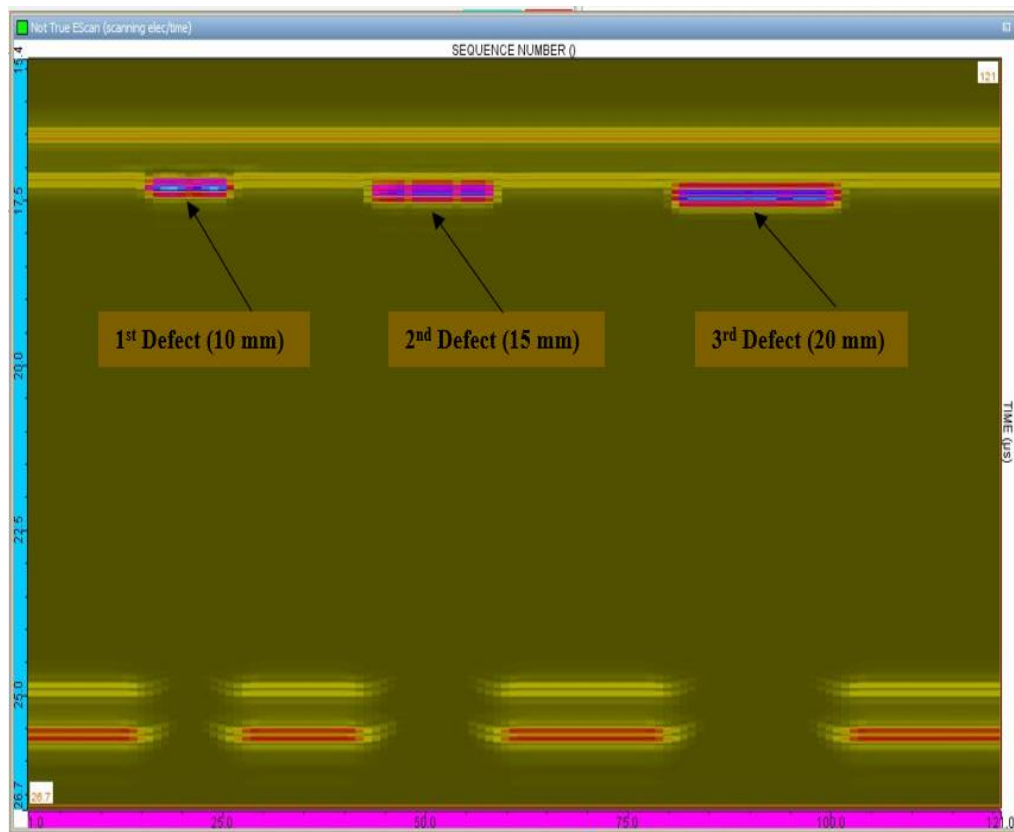 Not True EScan (scanning elec/time)
SEQUENCE NUMBER ()
15.4
121
17.5
1st Defect (10 mm)
2nd Defect (15 mm)
3rd Defect (20 mm)
20.0
TIME (µs)
22.5
25.0
26.7
26.7
1.0
25.0
50.0
75.0
100.0
121.0